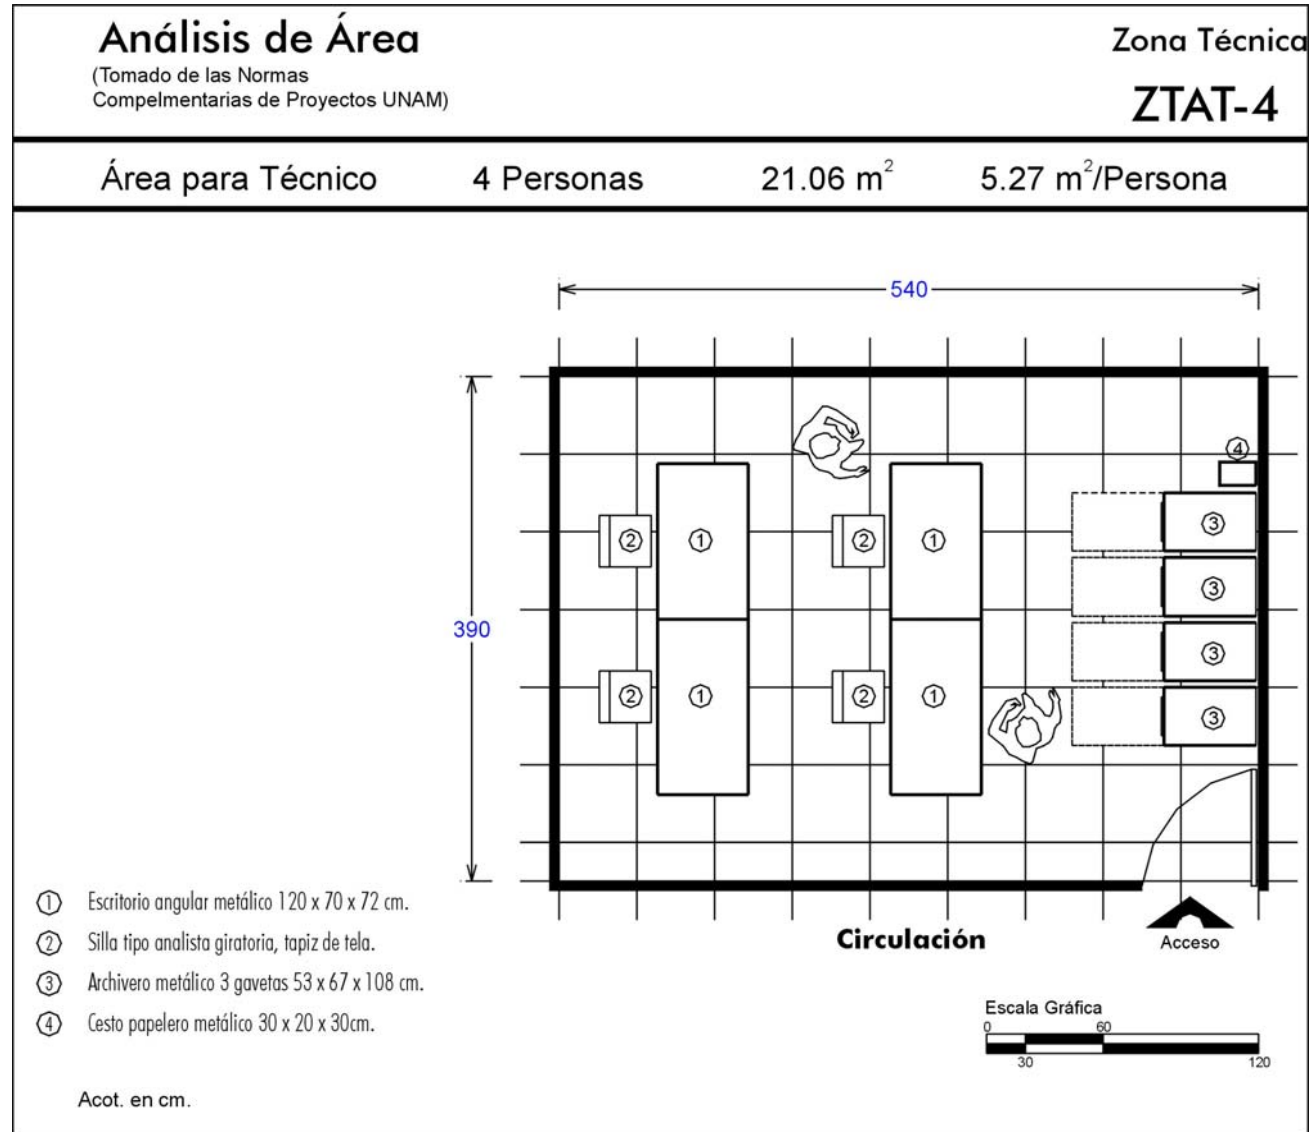 Análisis de Área
(Tomado de las Normas
Compelmentarias de Proyectos UNAM)
Zona Técnica
ZTAT-4
Área para Técnico 4 Personas 21.06 m² 5.27 m²/Persona
540
390
4
3
2 1 2 1
3
3
2 1 2 1
3
1 Escritorio angular metálico 120 x 70 x 72 cm.
2 Silla tipo analista giratoria, tapiz de tela.
3 Archivero metálico 3 gavetas 53 x 67 x 108 cm.
4 Cesto papelero metálico 30 x 20 x 30cm.
Circulación
Acceso
Escala Gráfica
0 60
30 120
Acot. en cm.